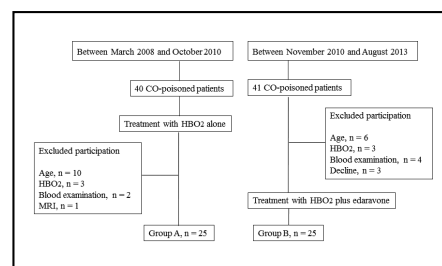 Between March 2008 and October 2010
40 CO-poisoned patients
Treatment with HBO2 alone
Excluded participation
Age, n = 10
HBO2, n = 3
Blood examination, n = 2
MRI, n = 1
Group A, n = 25
Between November 2010 and August 2013
41 CO-poisoned patients
Excluded participation
Age, n = 6
HBO2, n = 3
Blood examination, n = 4
Decline, n = 3
Treatment with HBO2 plus edaravone
Group B, n = 25